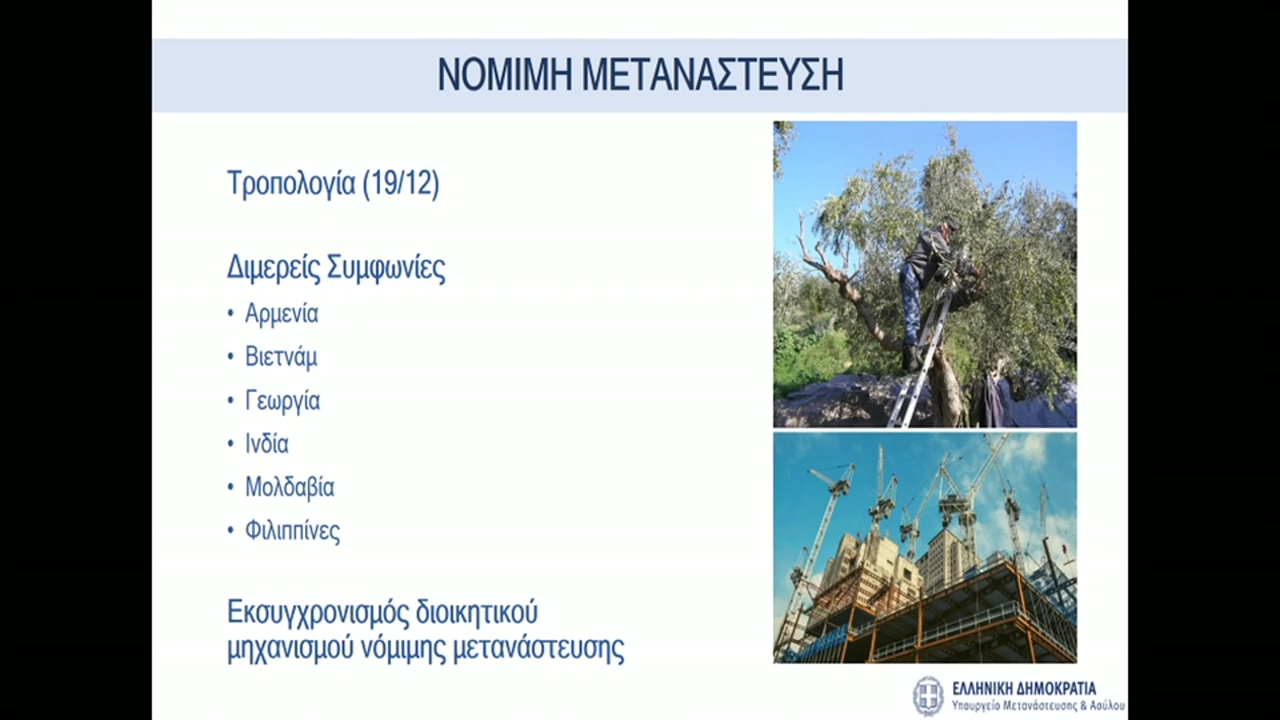 ΝΟΜΙΜΗ ΜΕΤΑΝΑΣΤΕΥΣΗ
Τροπολογία (19/12)
Διμερείς Συμφωνίες
• Αρμενία
• Βιετνάμ
• Γεωργία
• Ινδία
• Μολδαβία
• Φιλιππίνες
Εκσυγχρονισμός διοικητικού
μηχανισμού νόμιμης μετανάστευσης
ΕΛΛΗΝΙΚΗ ΔΗΜΟΚΡΑΤΙΑ
Υπουργείο Μετανάστευσης & Ασύλου